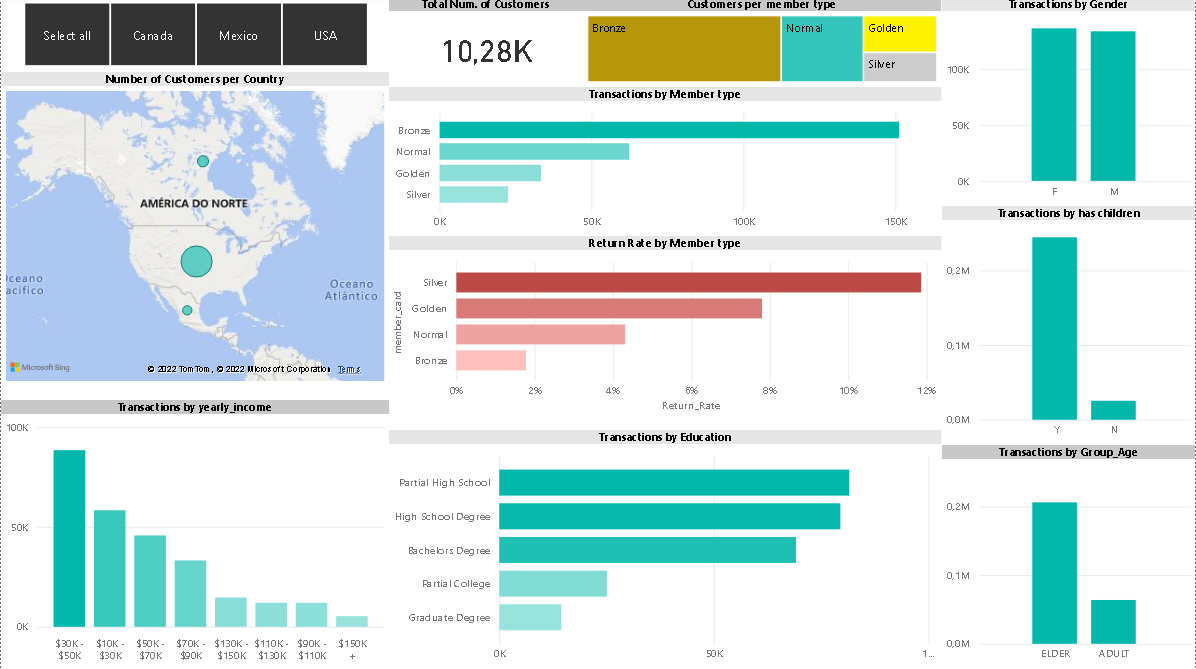 Select all
Canada
Mexico
USA
Number of Customers per Country
AMÉRICA DO NORTE
Oceano
Atlântico
Microsoft Bing
© 2022 TomTom, © 2022 Microsoft Corporation Terms
Transactions by yearly_income
100K
50K
0K
$30K -
$50K
$10K -
$30K
$50K -
$70K
$70K -
$90K
$130K -
$150K
$110K -
$130K
$90K -
$110K
$150K
+
Total Num. of Customers
10,28K
Customers per member type
Bronze
Normal
Golden
Silver
Transactions by Member type
Bronze
Normal
Golden
Silver
0K
50K
100K
150K
Return Rate by Member type
member_card
Silver
Golden
Normal
Bronze
0%
2%
4%
6%
8%
10%
12%
Return_Rate
Transactions by Education
Partial High School
High School Degree
Bachelors Degree
Partial College
Graduate Degree
0K
50K
1...
Transactions by Gender
100K
50K
0K
F
M
Transactions by has children
0,2M
0,1M
0,0M
Y
N
Transactions by Group_Age
0,2M
0,1M
0,0M
ELDER
ADULT